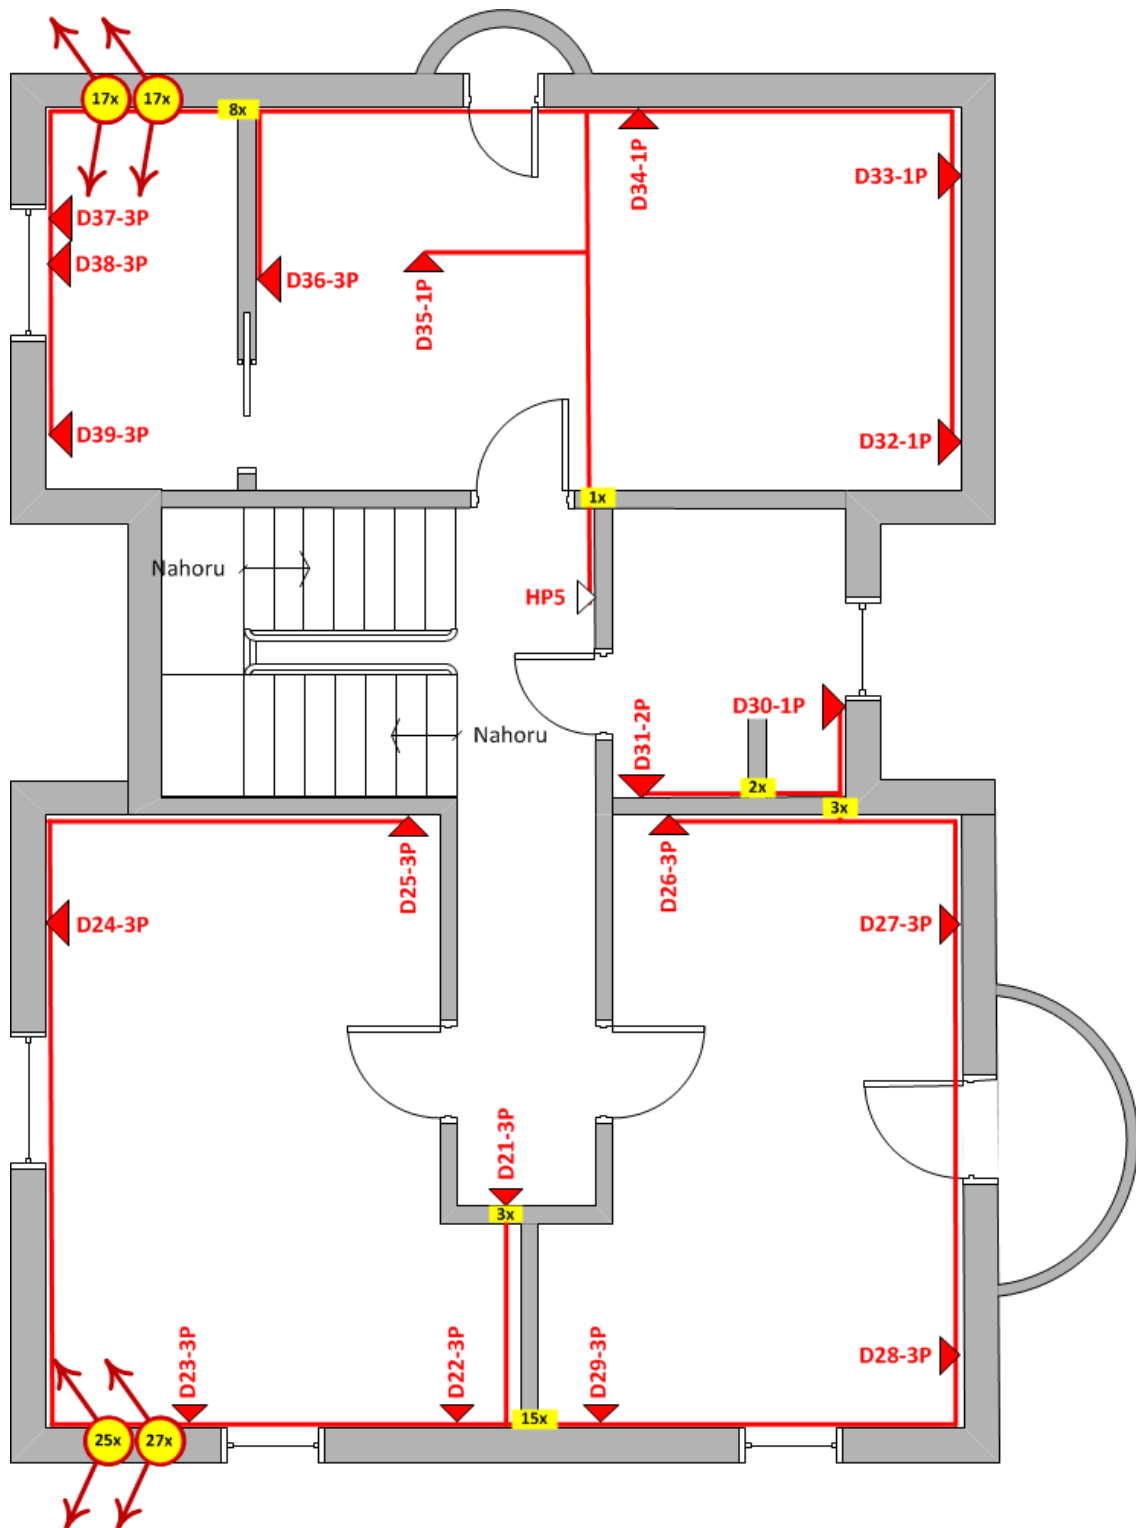 17x
17x
8x
D34-1P
D33-1P
D37-3P
D38-3P
D36-3P
D35-1P
D39-3P
D32-1P
1x
Nahoru
HP5
D31-2P
D30-1P
Nahoru
2x
3x
D25-3P
D26-3P
D24-3P
D27-3P
D21-3P
3x
D23-3P
D22-3P
D29-3P
D28-3P
15x
25x
27x